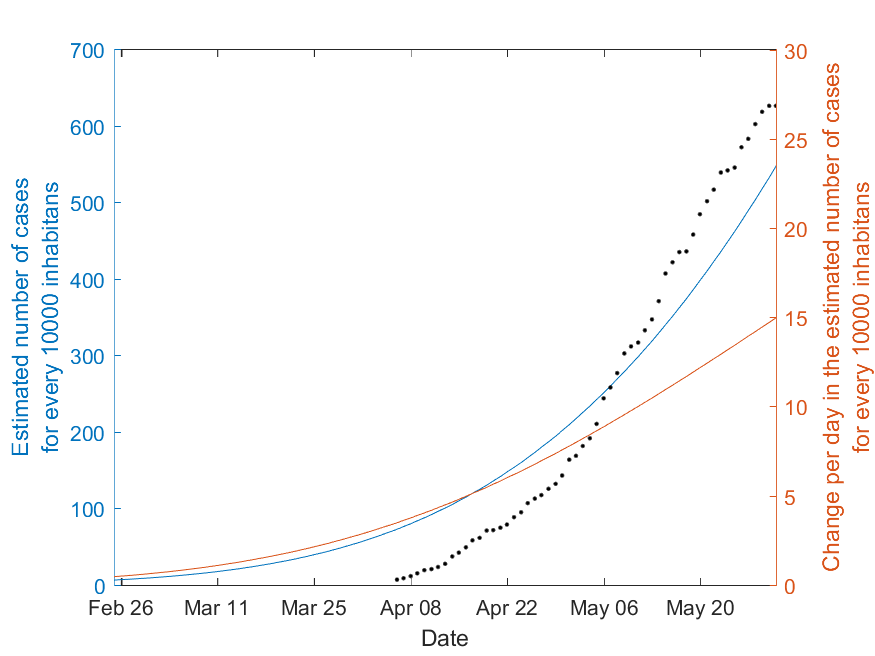 700
600
500
400
300
200
100
0
Estimated number of cases
for every 10000 inhabitans
30
25
20
15
10
5
0
Change per day in the estimated number of cases
for every 10000 inhabitans
Feb 26 Mar 11 Mar 25 Apr 08 Apr 22 May 06 May 20
Date